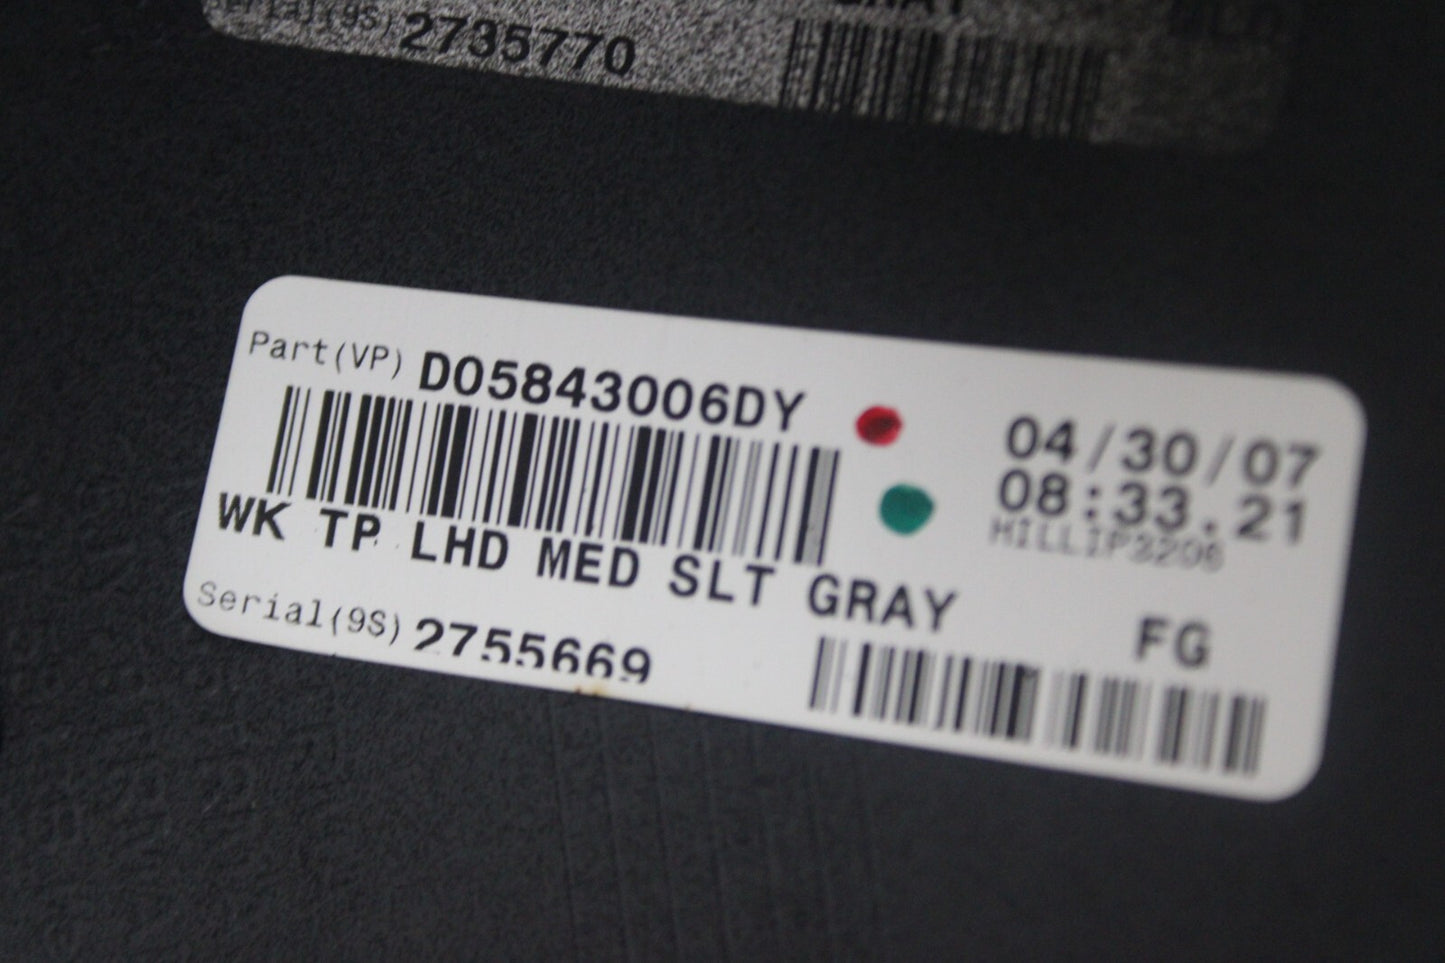 GRAY
Serial(9S) 2735770
Part(VP) D05843006DY
04/30/07
08:33.21
HILLIP3206
WK TP LHD MED SLT GRAY
FG
Serial(9S) 2755669